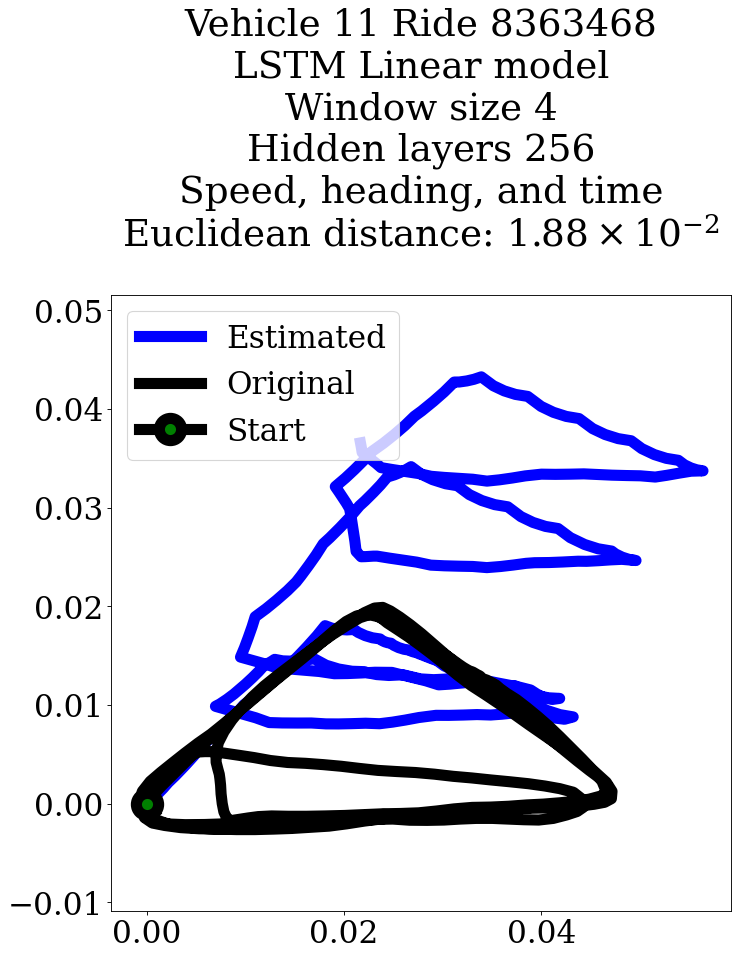 Vehicle 11 Ride 8363468
LSTM Linear model
Window size 4
Hidden layers 256
Speed, heading, and time
Euclidean distance: 1.88 × 10⁻²
0.05
0.04
0.03
0.02
0.01
0.00
−0.01
Estimated
Original
Start
0.00 0.02 0.04